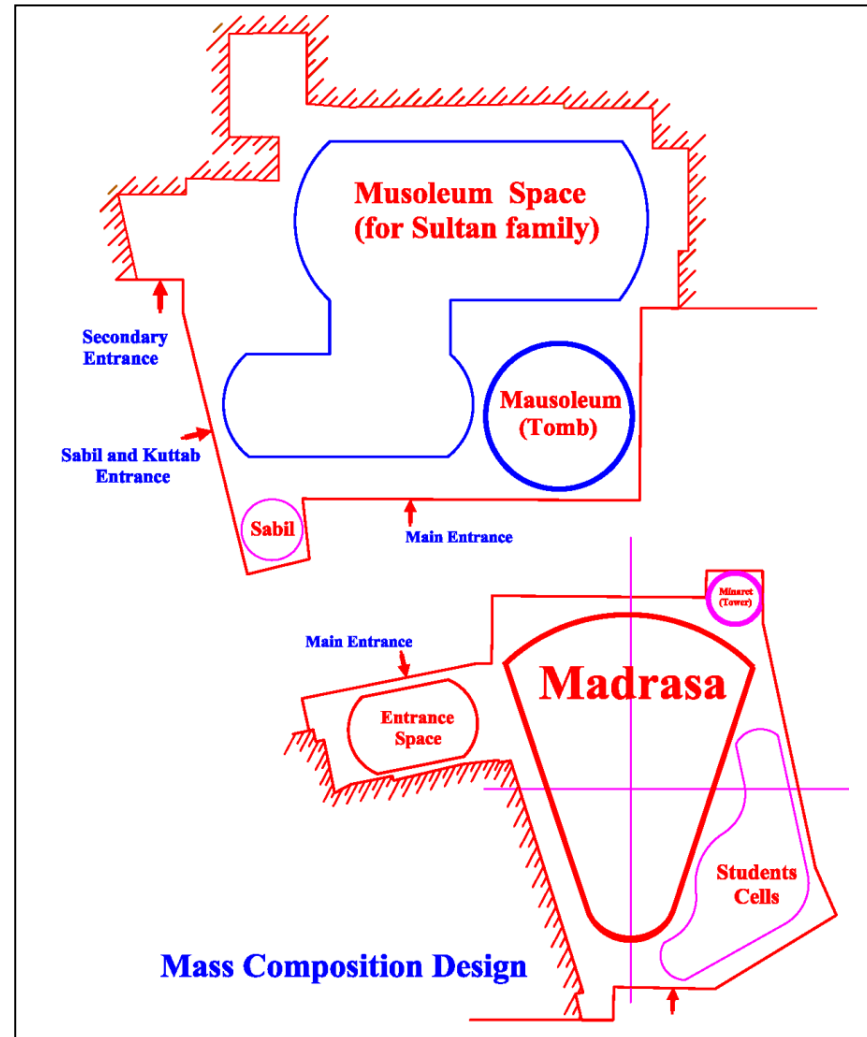 Musoleum Space
(for Sultan family)
Secondary
Entrance
Mausoleum
(Tomb)
Sabil and Kuttab
Entrance
Sabil
Main Entrance
Minaret
(Tower)
Main Entrance
Madrasa
Entrance
Space
Students
Cells
Mass Composition Design